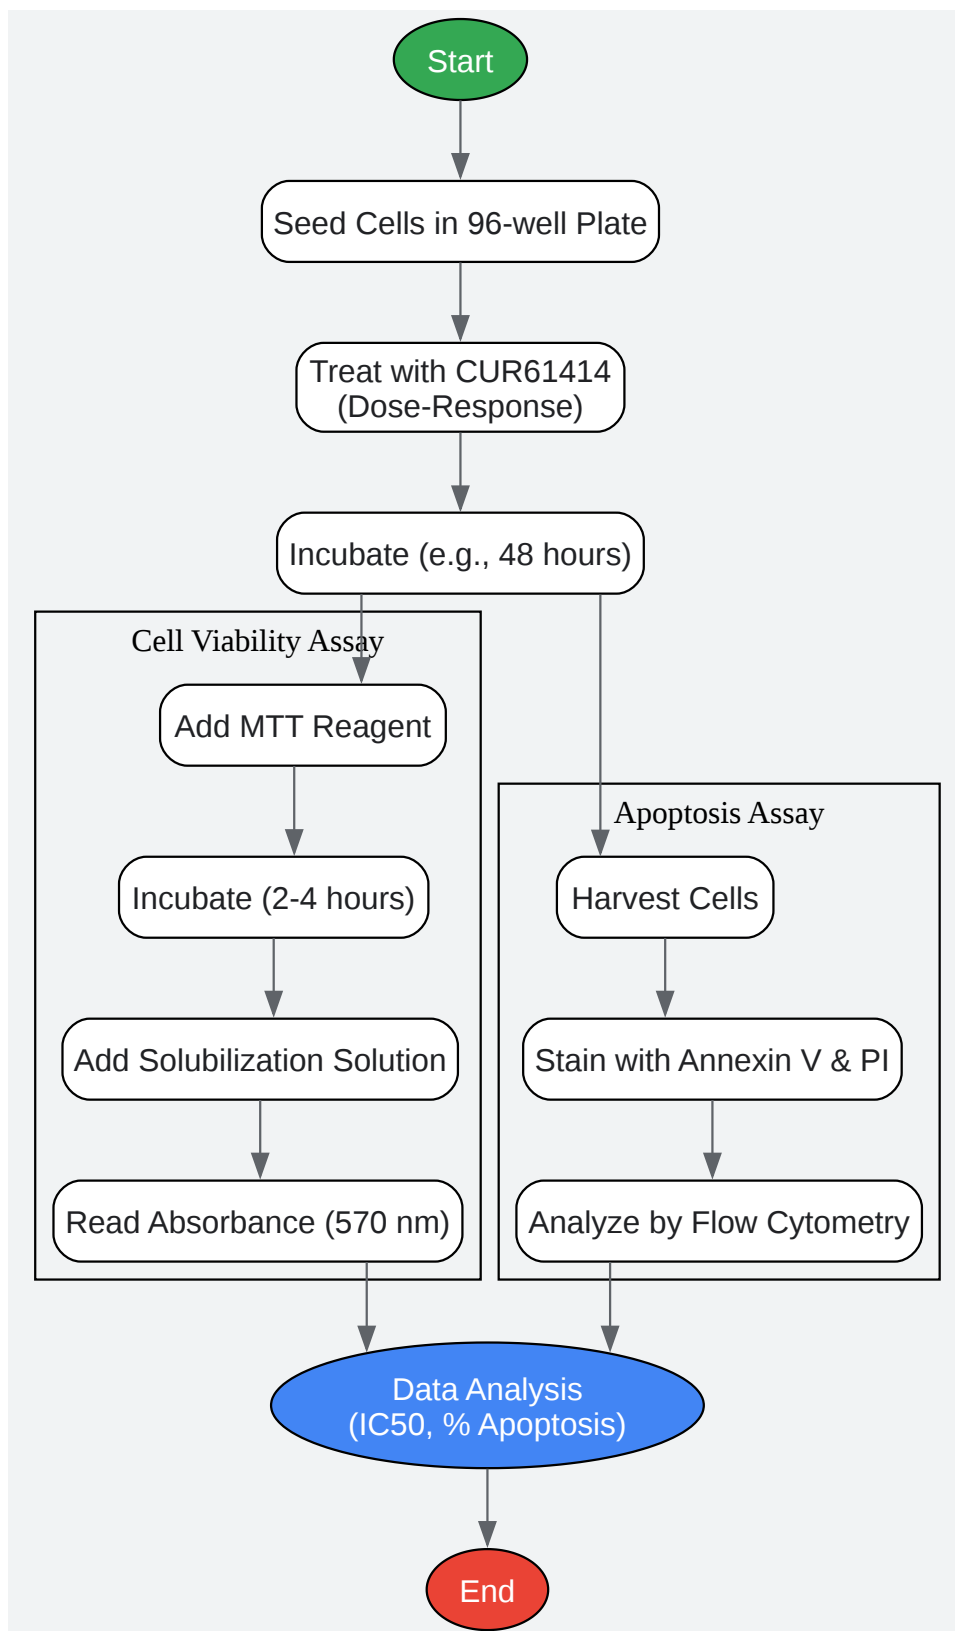 Start
Seed Cells in 96-well Plate
Treat with CUR61414
(Dose-Response)
Incubate (e.g., 48 hours)
Cell Viability Assay
Add MTT Reagent
Incubate (2-4 hours)
Add Solubilization Solution
Read Absorbance (570 nm)
Apoptosis Assay
Harvest Cells
Stain with Annexin V & PI
Analyze by Flow Cytometry
Data Analysis
(IC50, % Apoptosis)
End